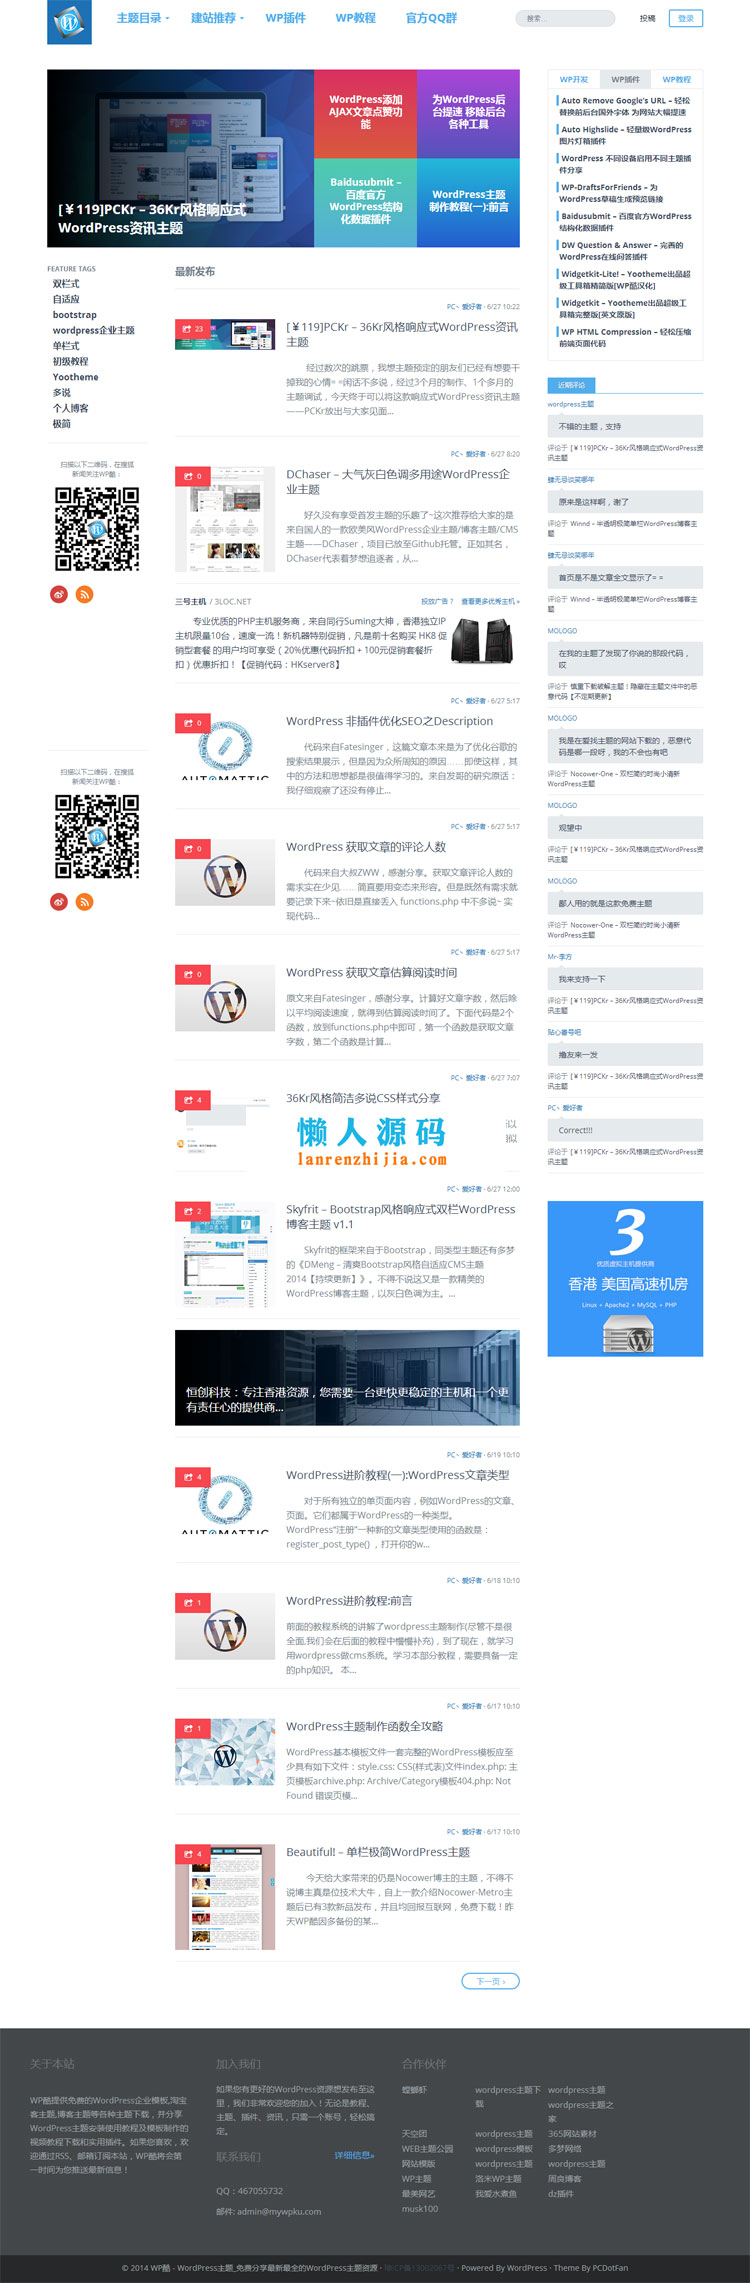 主题目录
建站推荐
WP插件
WP教程
官方QQ群
搜索...
投稿
登录
[￥119]PCKr – 36Kr风格响应式
WordPress资讯主题
WordPress添加
AJAX文章点赞功
能
为WordPress后
台提速 移除后台
各种工具
Baidusubmit –
百度官方
WordPress结构
化数据插件
WordPress主题
制作教程(一):前言
FEATURE TAGS
双栏式
自适应
bootstrap
wordpress企业主题
单栏式
初级教程
Yootheme
多说
个人博客
极简
扫描以下二维码，在搜狐
新闻关注WP酷：
扫描以下二维码，在搜狐
新闻关注WP酷：
最新发布
PC~ 爱好者 · 6/27 10:22
23
[￥119]PCKr – 36Kr风格响应式WordPress资讯
主题
经过数次的跳票，我想主题预定的朋友们已经有想要干
掉我的心情= =闲话不多说，经过3个月的制作、1个多月的
主题调试，今天终于可以将这款响应式WordPress资讯主题
——PCKr放出与大家见面...
PC~ 爱好者 · 6/27 8:20
0
DChaser – 大气灰白色调多用途WordPress企
业主题
好久没有享受首发主题的乐趣了~这次推荐给大家的是
来自国人的一款欧美风WordPress企业主题/博客主题/CMS
主题——DChaser，项目已放至Github托管。正如其名，
DChaser代表着梦想追逐者，从...
三号主机 / 3LOC.NET
投放广告？ 查看更多优秀主机 »
专业优质的PHP主机服务商，来自同行Suming大神，香港独立IP
主机限量10台，速度一流！新机器特别促销，凡是前十名购买 HK8 促
销型套餐 的用户均可享受（20%优惠代码折扣 + 100元促销套餐折
扣）优惠折扣！【促销代码：HKserver8】
PC~ 爱好者 · 6/27 5:17
0
AUTOMATTIC
WordPress 非插件优化SEO之Description
代码来自Fatesinger，这篇文章本来是为了优化谷歌的
搜索结果展示，但是因为众所周知的原因……即使这样，其
中的方法和思想都是很值得学习的。来自发哥的研究原话：
我仔细观察了还没有停止...
PC~ 爱好者 · 6/27 5:17
0
WordPress 获取文章的评论人数
代码来自大叔ZWW，感谢分享。获取文章评论人数的
需求实在少见……简直要用变态来形容。但是既然有需求就
要记录下来~依旧是直接丢入 functions.php 中不多说~ 实
现代码...
PC~ 爱好者 · 6/27 5:17
0
WordPress 获取文章估算阅读时间
原文来自Fatesinger，感谢分享。计算好文章字数，然后除
以平均阅读速度，就得到估算阅读时间了。下面代码是2个
函数，放到functions.php中即可，第一个函数是获取文章
字数，第二个函数是计算...
PC~ 爱好者 · 6/27 7:07
4
36Kr风格简洁多说CSS样式分享
懒人源码
lanrenzhijia.com
PC~ 爱好者 · 6/27 12:00
2
Skyfrit – Bootstrap风格响应式双栏WordPress
博客主题 v1.1
Skyfrit的框架来自于Bootstrap，同类型主题还有多梦
的《DMeng – 清爽Bootstrap风格自适应CMS主题
2014【持续更新】》。不得不说这又是一款精美的
WordPress博客主题，以灰白色调为主。...
恒创科技：专注香港资源，您需要一台更快更稳定的主机和一个更
有责任心的提供商...
PC~ 爱好者 · 6/19 10:10
4
AUTOMATTIC
WordPress进阶教程(一):WordPress文章类型
对于所有独立的单页面内容，例如WordPress的文章、
页面。它们都属于WordPress的一种类型。
WordPress“注册”一种新的文章类型使用的函数是：
register_post_type() ，打开你的w...
PC~ 爱好者 · 6/18 10:10
1
WordPress进阶教程:前言
前面的教程系统的讲解了wordpress主题制作(尽管不是很
全面,我们会在后面的教程中慢慢补充)，到了现在，就学习
用wordpress做cms系统。学习本部分教程，需要具备一定
的php知识。 本...
PC~ 爱好者 · 6/17 10:10
1
WordPress主题制作函数全攻略
WordPress基本模板文件一套完整的WordPress模板应至
少具有如下文件：style.css: CSS(样式表)文件index.php: 主
页模板archive.php: Archive/Category模板404.php: Not
Found 错误页模...
PC~ 爱好者 · 6/17 10:10
4
Beautiful! – 单栏极简WordPress主题
今天给大家带来的仍是Nocower博主的主题，不得不
说博主真是位技术大牛，自上一款介绍Nocower-Metro主
题后已有3款新品发布，并且均回报互联网，免费下载！昨
天WP酷因多备份的某...
下一页 ›
WP开发
WP插件
WP教程
Auto Remove Google's URL – 轻松
替换前后台国外字体 为网站大幅提速
Auto Highslide – 轻量级WordPress
图片灯箱插件
WordPress 不同设备启用不同主题插
件分享
WP-DraftsForFriends – 为
WordPress草稿生成预览链接
Baidusubmit – 百度官方WordPress
结构化数据插件
DW Question & Answer – 完善的
WordPress在线问答插件
Widgetkit-Lite! – Yootheme出品超
级工具箱精简版[WP酷汉化]
Widgetkit – Yootheme出品超级工
具箱完整版[英文原版]
WP HTML Compression – 轻松压缩
前端页面代码
近期评论
wordpress主题
不错的主题，支持
评论于 [￥119]PCKr – 36Kr风格响应式WordPress资
讯主题
肆无忌谈笑哪年
原来是这样啊，谢了
评论于 Winnd – 半透明极简单栏WordPress博客主
题
肆无忌谈笑哪年
首页是不是文章全文显示了= =
评论于 Winnd – 半透明极简单栏WordPress博客主
题
MOLOGO
在我的主题了发现了你说的那段代码，
哎
评论于 慎重下载破解主题！隐藏在主题文件中的恶
意代码【不定期更新】
MOLOGO
我是在爱找主题的网站下载的，恶意代
码是哪一段呀，我的不会也有吧
评论于 Nocower-One – 双栏简约时尚小清新
WordPress主题
MOLOGO
观望中
评论于 [￥119]PCKr – 36Kr风格响应式WordPress资
讯主题
MOLOGO
鄙人用的就是这款免费主题
评论于 Nocower-One – 双栏简约时尚小清新
WordPress主题
Mr-李方
我来支持一下
评论于 [￥119]PCKr – 36Kr风格响应式WordPress资
讯主题
贴心番号吧
撸友来一发
评论于 [￥119]PCKr – 36Kr风格响应式WordPress资
讯主题
PC~ 爱好者
Correct!!!
评论于 [￥119]PCKr – 36Kr风格响应式WordPress资
讯主题
3
优质虚拟主机提供商
香港 美国高速机房
Linux + Apache2 + MySQL + PHP
关于本站
WP酷提供免费的WordPress企业模板,淘宝
客主题,博客主题等各种主题下载，并分享
WordPress主题安装使用教程及模板制作的
视频教程下载和实用插件。如果您喜欢，欢
迎通过RSS、邮箱订阅本站，WP酷将会第
一时间为您推送最新信息！
加入我们
如果您有更好的WordPress资源想发布至这
里，我们非常欢迎您的加入！无论是教程、
主题、插件、资讯，只需一个账号，轻松搞
定。
联系我们
详细信息»
QQ：467055732
邮件: admin@mywpku.com
合作伙伴
螳螂虾
wordpress主题下
载
wordpress主题
wordpress主题之
家
天空团
wordpress主题
365网站素材
WEB主题公园
wordpress模板
多梦网络
网站模版
wordpress主题
wordpress主题
WP主题
洛米WP主题
周良博客
最美网艺
我爱水煮鱼
dz插件
musk100
© 2014 WP酷 - WordPress主题_免费分享最新最全的WordPress主题资源 · 陕ICP备13002067号 · Powered By WordPress · Theme By PCDotFan